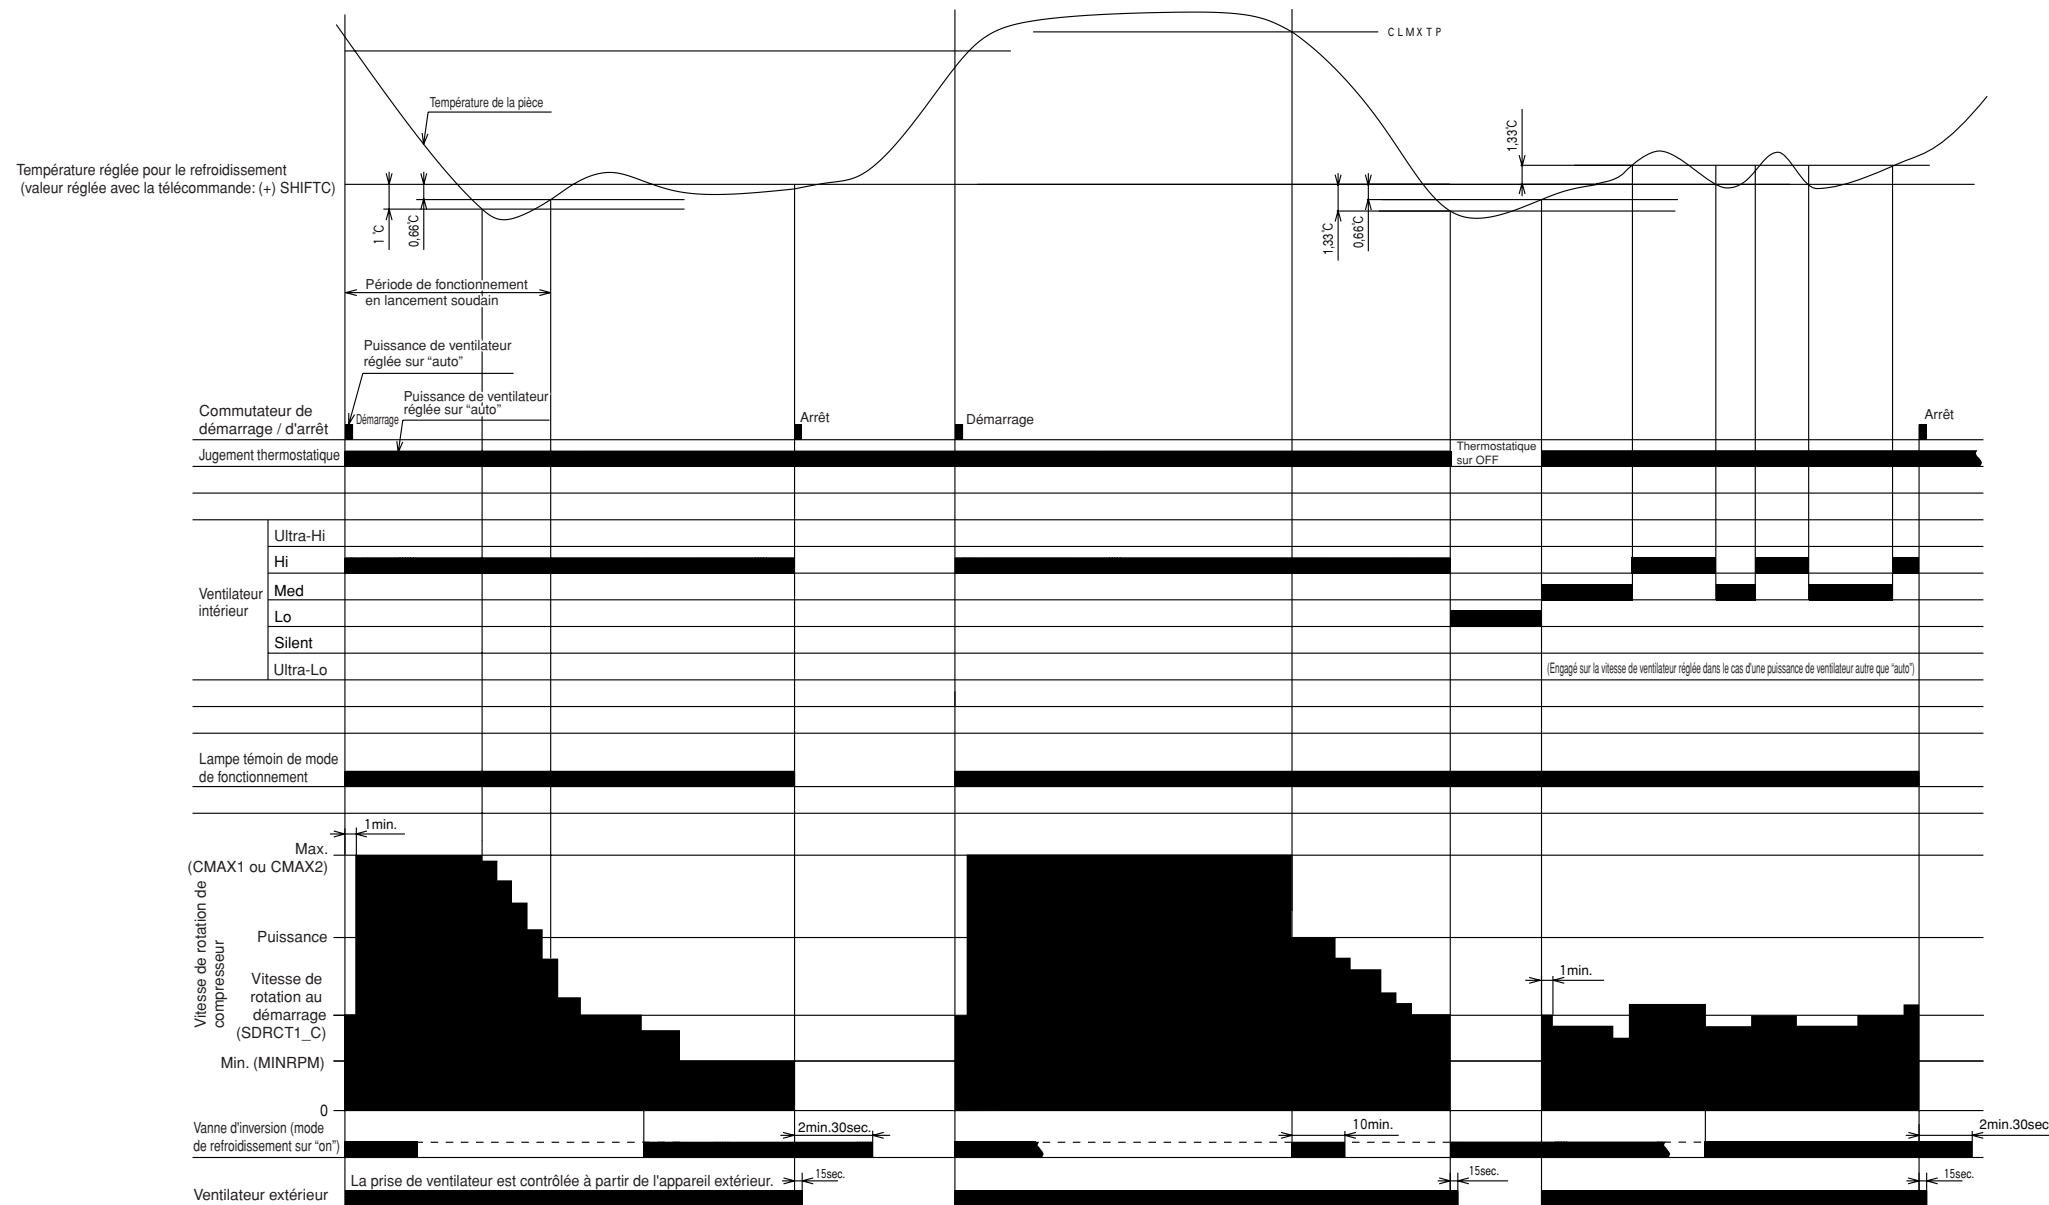 CLMXTP
Température de la pièce
1,33°C
Température réglée pour le refroidissement
(valeur réglée avec la télécommande: (+) SHIFTC)
1°C
0,66°C
1,33°C
0,66°C
Période de fonctionnement
en lancement soudain
Puissance de ventilateur
réglée sur “auto”
Puissance de ventilateur
réglée sur “auto”
Commutateur de
démarrage / d'arrêt
Démarrage
Arrêt
Démarrage
Arrêt
Jugement thermostatique
Thermostatique
sur OFF
Ventilateur
intérieur
Ultra-Hi
Hi
Med
Lo
Silent
Ultra-Lo
(Engagé sur la vitesse de ventilateur réglée dans le cas d'une puissance de ventilateur autre que “auto”)
Lampe témoin de mode
de fonctionnement
1min.
Vitesse de rotation de
compresseur
Max.
(CMAX1 ou CMAX2)
Puissance
Vitesse de
rotation au
démarrage
(SDRCT1_C)
Min. (MINRPM)
0
1min.
Vanne d'inversion (mode
de refroidissement sur “on”)
2min.30sec.
10min.
2min.30sec
Ventilateur extérieur
La prise de ventilateur est contrôlée à partir de l'appareil extérieur.
15sec.
15sec.
15sec.